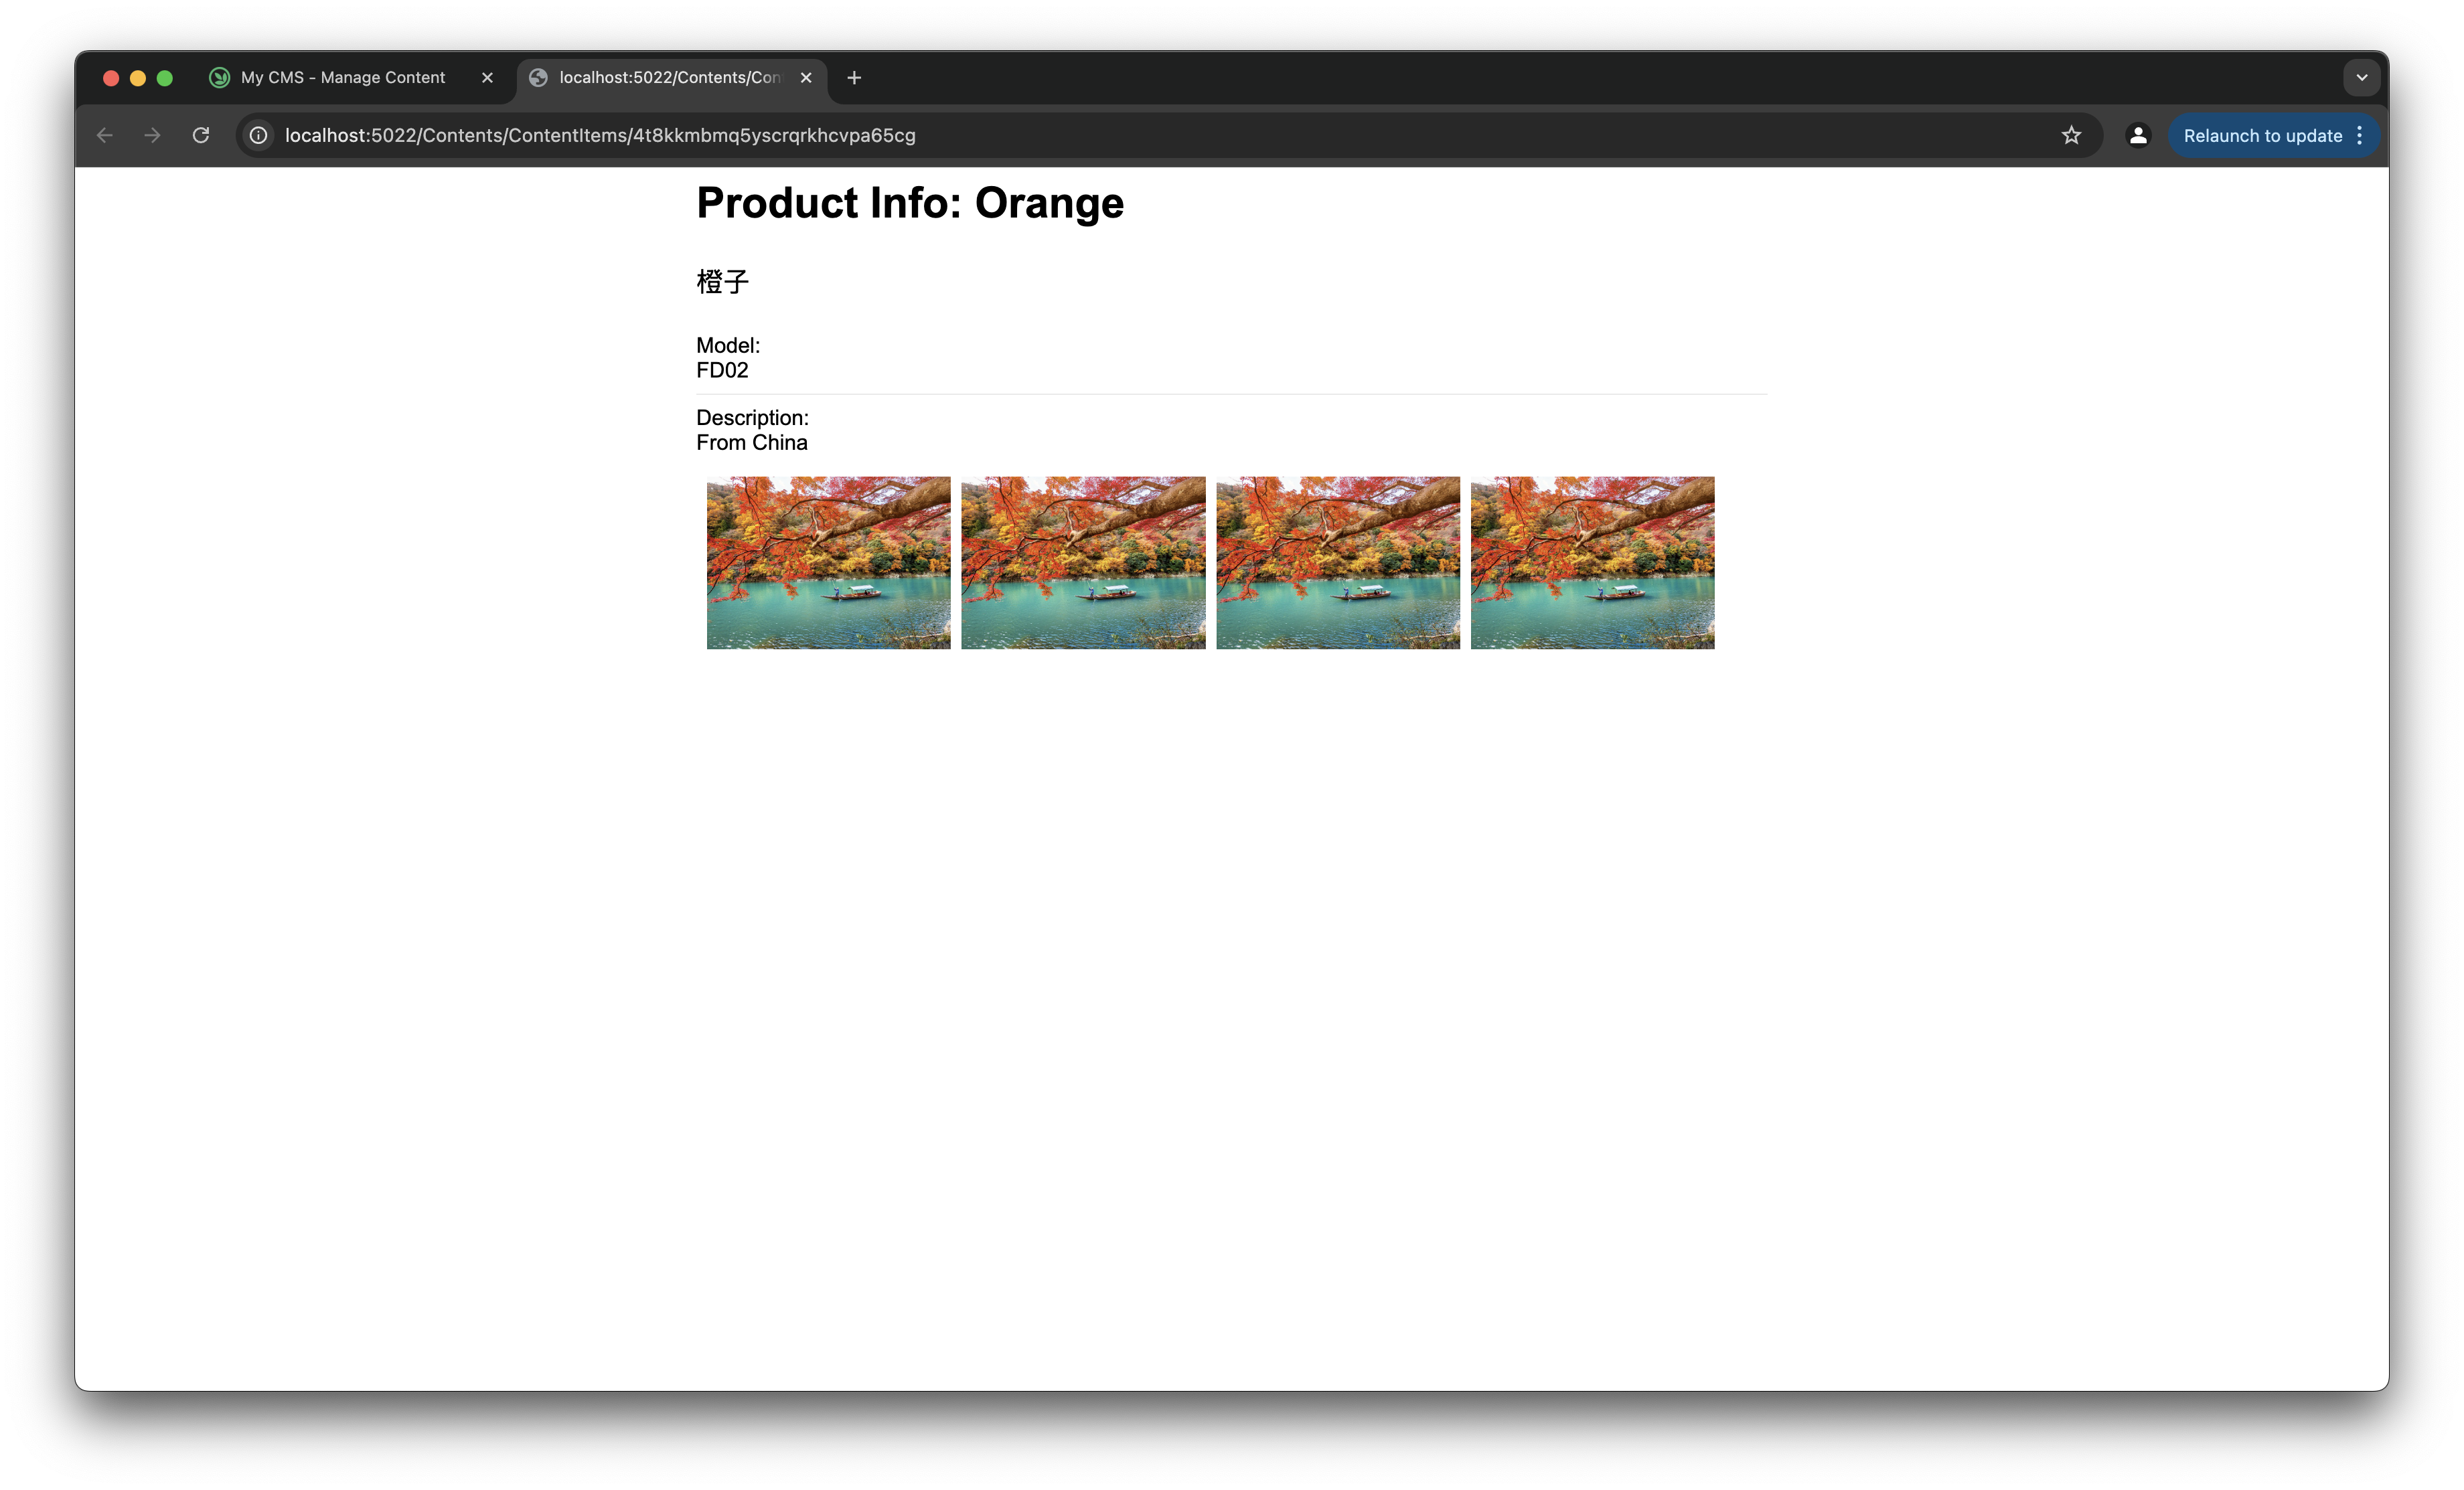 My CMS - Manage Content
localhost:5022/Contents/Con
localhost:5022/Contents/ContentItems/4t8kkmbmq5yscrqrkhcvpa65cg
Relaunch to update
Product Info: Orange
橙子
Model:
FD02
Description:
From China